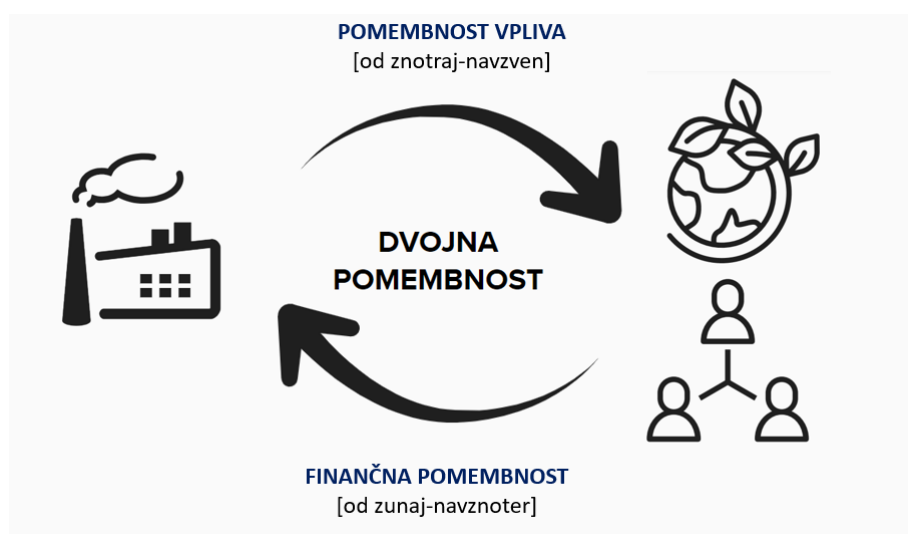 POMEMBNOST VPLIVA
[od znotraj-navzven]
DVOJNA
POMEMBNOST
FINANČNA POMEMBNOST
[od zunaj-navznoter]